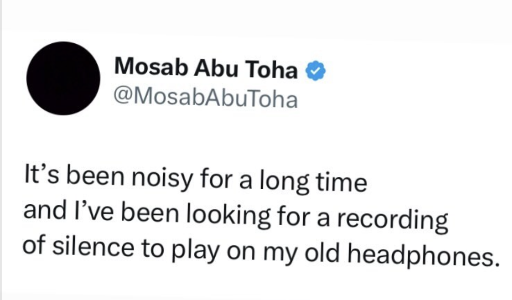 Mosab Abu Toha
@MosabAbuToha
It’s been noisy for a long time
and I’ve been looking for a recording
of silence to play on my old headphones.